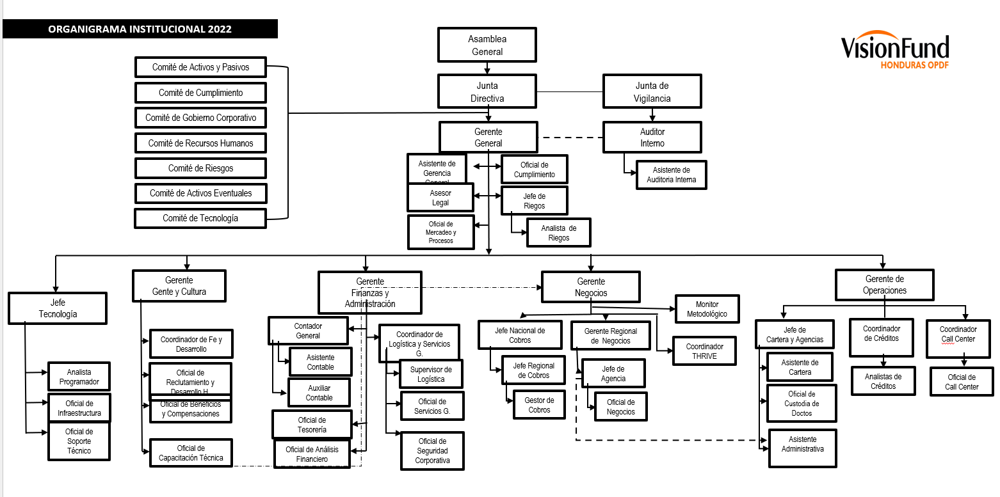 ORGANIGRAMA INSTITUCIONAL 2022
VisionFund
HONDURAS OPDF
Asamblea
General
Junta
Directiva
Junta de
Vigilancia
Comité de Activos y Pasivos
Comité de Cumplimiento
Comité de Gobierno Corporativo
Comité de Recursos Humanos
Comité de Riesgos
Comité de Activos Eventuales
Comité de Tecnología
Gerente
General
Auditor
Interno
Asistente de
Auditoria Interna
Asistente de
Gerencia
General
Oficial de
Cumplimiento
Asesor
Legal
Jefe de
Riegos
Oficial de
Mercadeo y
Procesos
Analista de
Riegos
Jefe
Tecnología
Analista
Programador
Oficial de
Infraestructura
Oficial de
Soporte
Técnico
Gerente
Gente y Cultura
Coordinador de Fe y
Desarrollo
Oficial de
Reclutamiento y
Desarrollo H
Oficial de Beneficios
y Compensaciones
Oficial de
Capacitación Técnica
Gerente
Finanzas y
Administración
Contador
General
Asistente
Contable
Auxiliar
Contable
Oficial de
Tesorería
Oficial de Análisis
Financiero
Coordinador de
Logística y Servicios
G.
Supervisor de
Logística
Oficial de
Servicios G.
Oficial de
Seguridad
Corporativa
Gerente
Negocios
Monitor
Metodológico
Coordinador
THRIVE
Jefe Nacional de
Cobros
Jefe Regional
de Cobros
Gestor de
Cobros
Gerente Regional
de Negocios
Jefe de
Agencia
Oficial de
Negocios
Gerente de
Operaciones
Jefe de
Cartera y Agencias
Asistente de
Cartera
Oficial de
Custodia de
Doctos
Asistente
Administrativa
Coordinador
de Créditos
Analistas de
Créditos
Coordinador
Call Center
Oficial de
Call Center